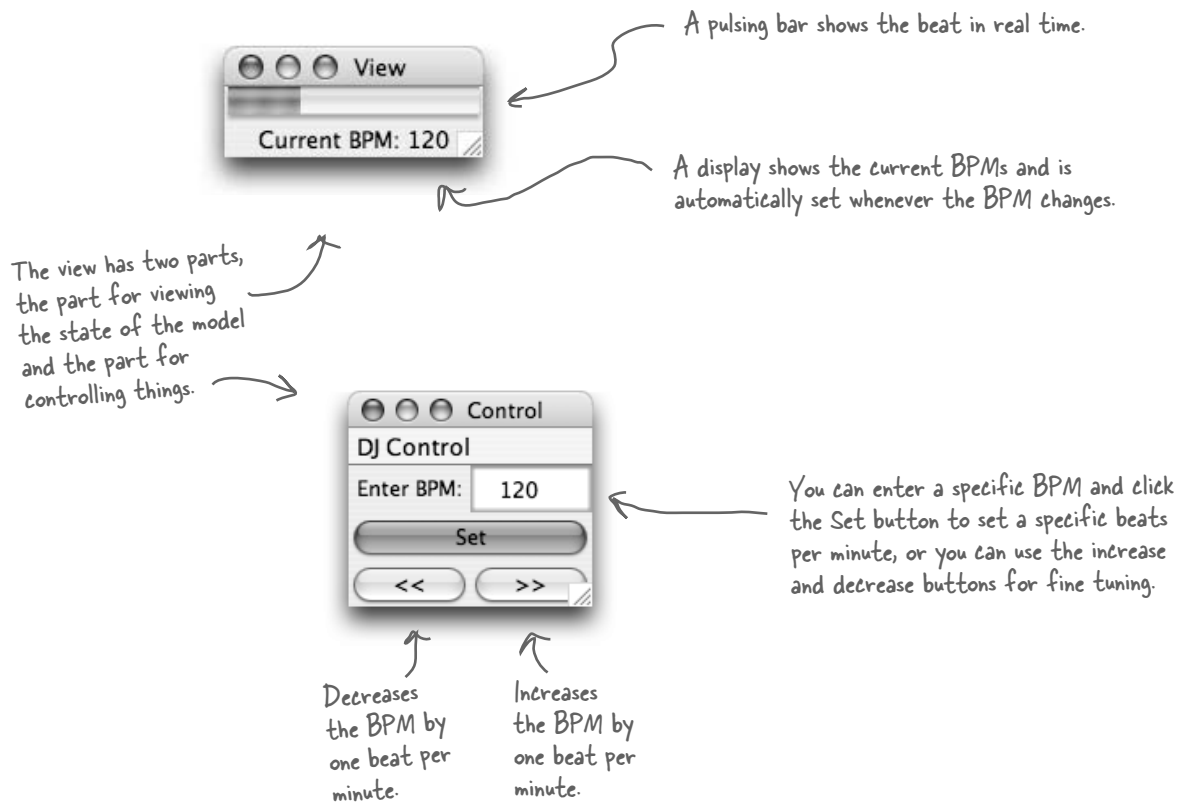 A pulsing bar shows the beat in real time.
View
Current BPM: 120
A display shows the current BPMs and is
automatically set whenever the BPM changes.
The view has two parts,
the part for viewing
the state of the model
and the part for
controlling things.
Control
DJ Control
Enter BPM: 120
Set
<< >>
You can enter a specific BPM and click
the Set button to set a specific beats
per minute, or you can use the increase
and decrease buttons for fine tuning.
Decreases
the BPM by
one beat per
minute.
Increases
the BPM by
one beat per
minute.